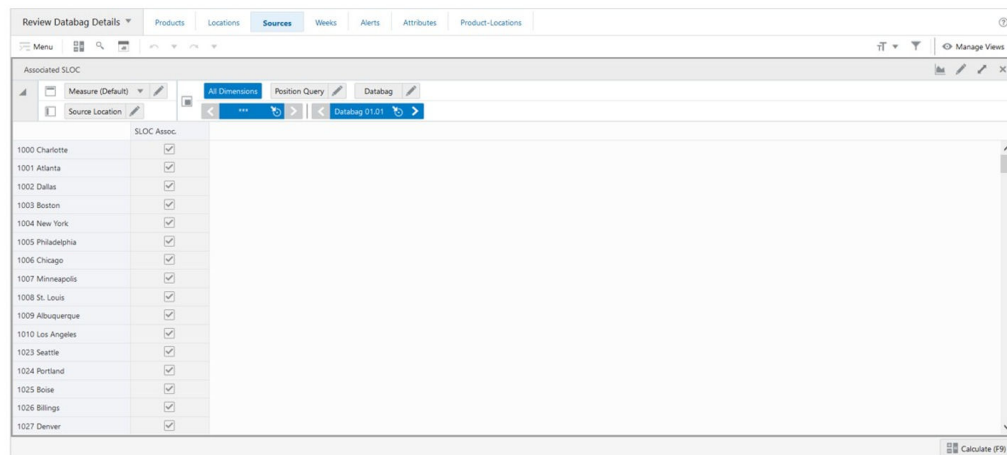 Review Databag Details Products Locations Sources Weeks Alerts Attributes Product-Locations ?
Menu Manage Views
Associated SLOC
Measure (Default) All Dimensions Position Query Databag
Source Location *** Databag 01.01
SLOC Assoc.
1000 Charlotte
1001 Atlanta
1002 Dallas
1003 Boston
1004 New York
1005 Philadelphia
1006 Chicago
1007 Minneapolis
1008 St. Louis
1009 Albuquerque
1010 Los Angeles
1023 Seattle
1024 Portland
1025 Boise
1026 Billings
1027 Denver
Calculate (F9)